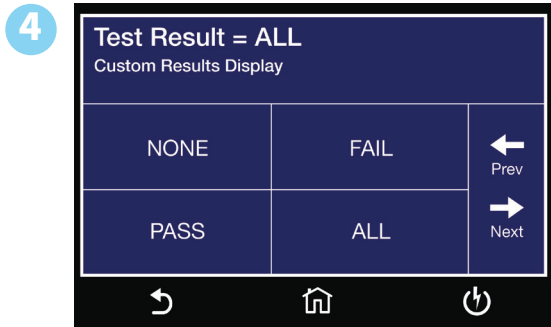 4
Test Result = ALL
Custom Results Display
NONE
FAIL
Prev
PASS
ALL
Next